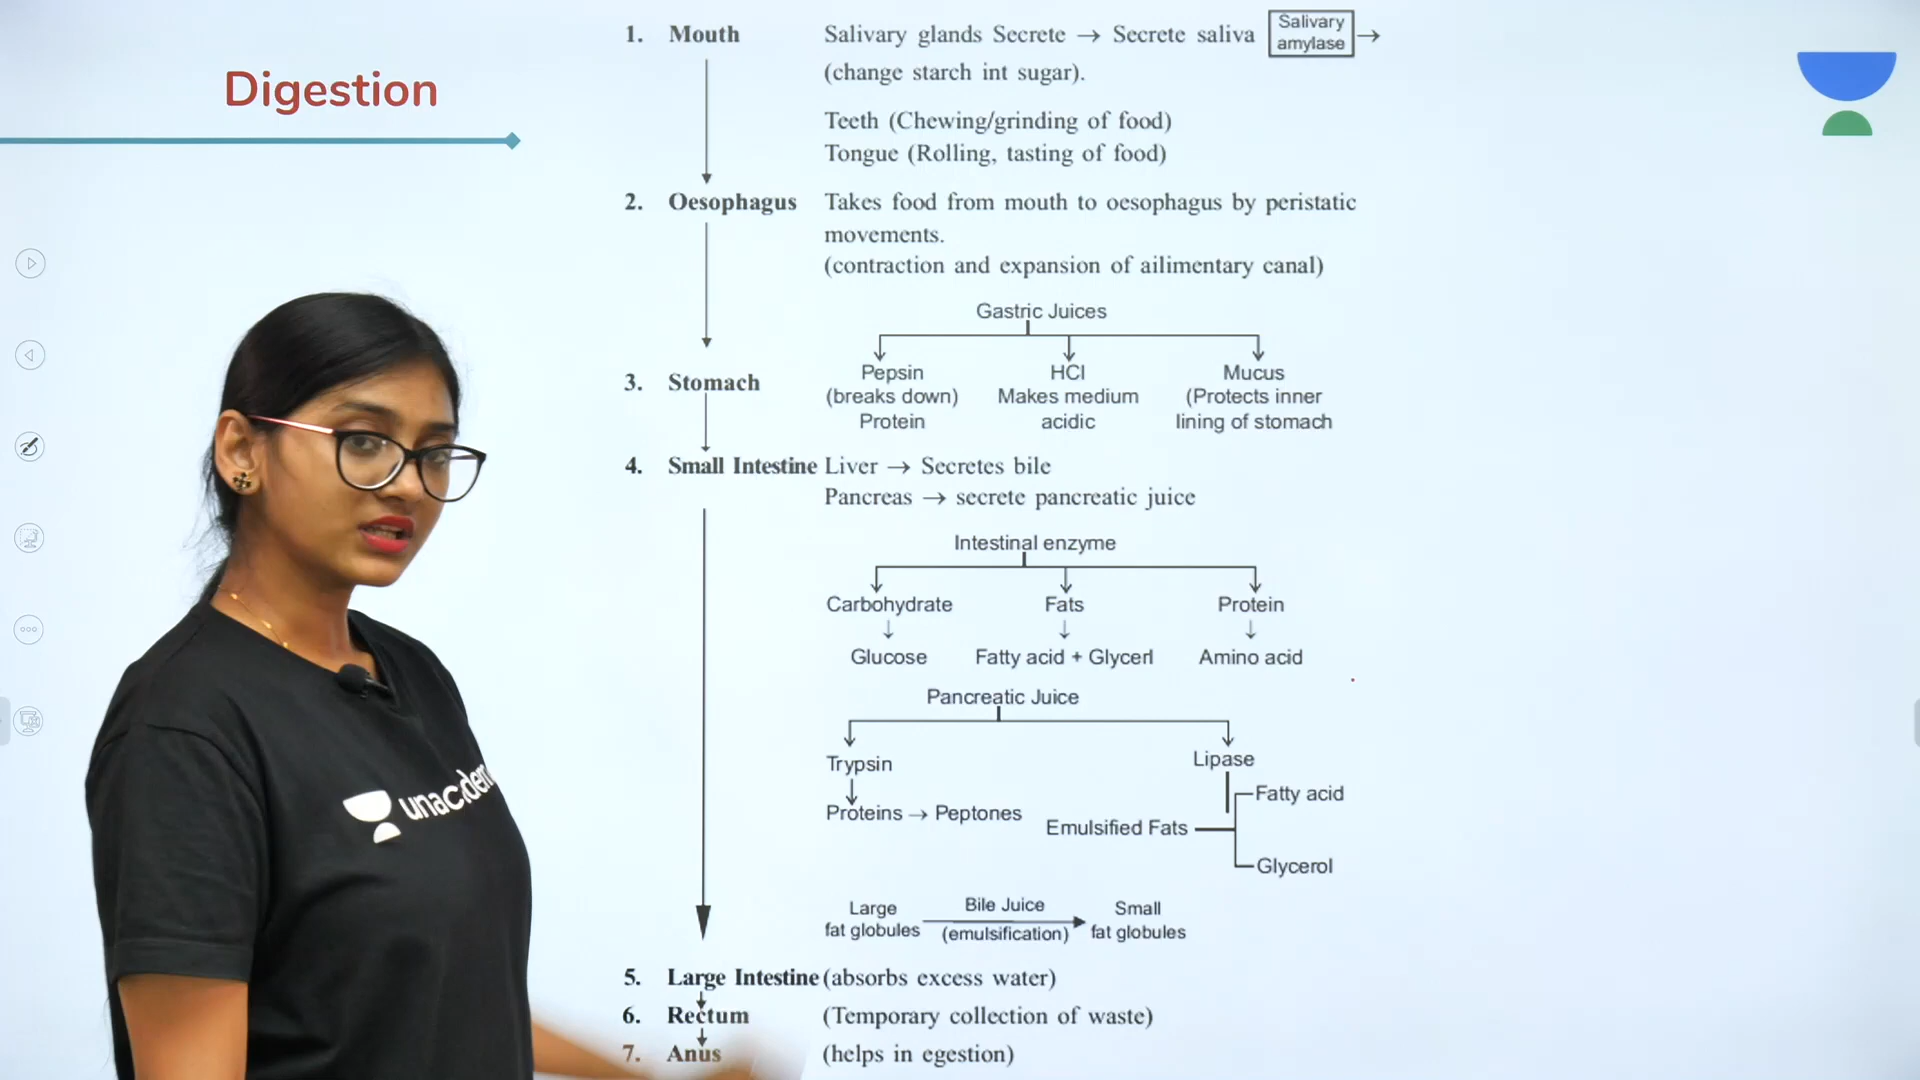 Digestion
1. Mouth Salivary glands Secrete → Secrete saliva Salivary amylase →
(change starch int sugar).
Teeth (Chewing/grinding of food)
Tongue (Rolling, tasting of food)
2. Oesophagus Takes food from mouth to oesophagus by peristatic
movements.
(contraction and expansion of ailimentary canal)
Gastric Juices
3. Stomach
Pepsin HCl Mucus
(breaks down) Makes medium (Protects inner
Protein acidic lining of stomach
4. Small Intestine Liver → Secretes bile
Pancreas → secrete pancreatic juice
Intestinal enzyme
Carbohydrate Fats Protein
Glucose Fatty acid + Glycerl Amino acid
Pancreatic Juice
Trypsin Lipase
Proteins → Peptones
Fatty acid
Emulsified Fats
Glycerol
Large Bile Juice Small
fat globules (emulsification) fat globules
5. Large Intestine (absorbs excess water)
6. Rectum (Temporary collection of waste)
7. Anus (helps in egestion)